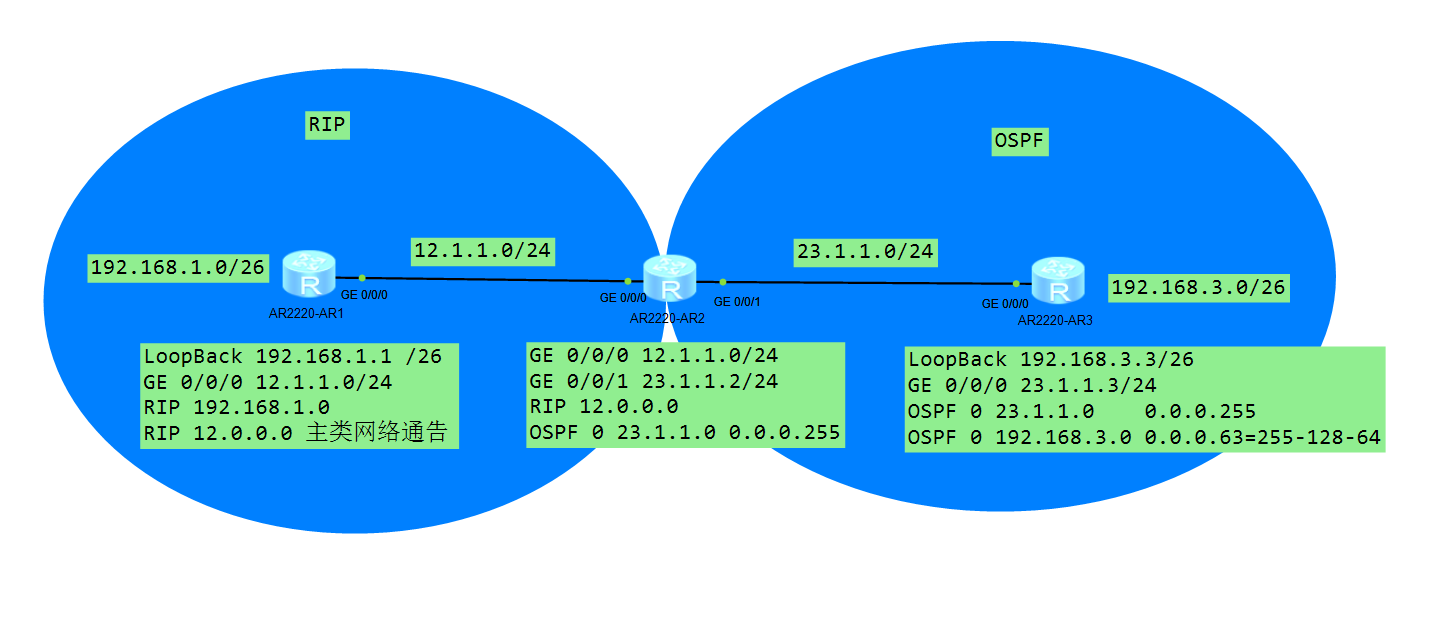 RIP
OSPF
12.1.1.0/24
23.1.1.0/24
192.168.1.0/26
192.168.3.0/26
R
R
R
GE 0/0/0
GE 0/0/0
GE 0/0/1
GE 0/0/0
AR2220-AR1
AR2220-AR2
AR2220-AR3
LoopBack 192.168.1.1 /26
GE 0/0/0 12.1.1.0/24
RIP 192.168.1.0
RIP 12.0.0.0 主类网络通告
GE 0/0/0 12.1.1.0/24
GE 0/0/1 23.1.1.2/24
RIP 12.0.0.0
OSPF 0 23.1.1.0 0.0.0.255
LoopBack 192.168.3.3/26
GE 0/0/0 23.1.1.3/24
OSPF 0 23.1.1.0 0.0.0.255
OSPF 0 192.168.3.0 0.0.0.63=255-128-64